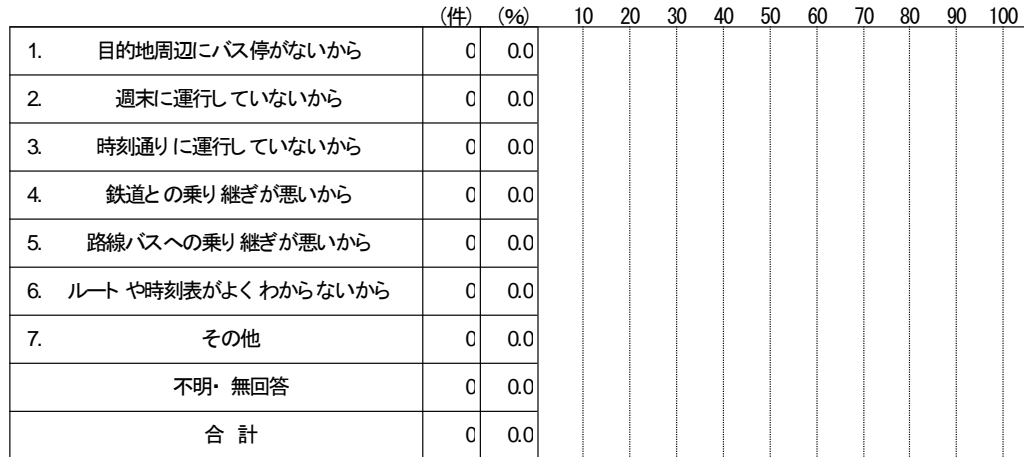 (件) (%) 10 20 30 40 50 60 70 80 90 100
1. 目的地周辺にバス停がないから 0 0.0
2. 週末に運行していないから 0 0.0
3. 時刻通りに運行していないから 0 0.0
4. 鉄道との乗り継ぎが悪いから 0 0.0
5. 路線バスへの乗り継ぎが悪いから 0 0.0
6. ルートや時刻表がよくわからないから 0 0.0
7. その他 0 0.0
不明・無回答 0 0.0
合 計 0 0.0